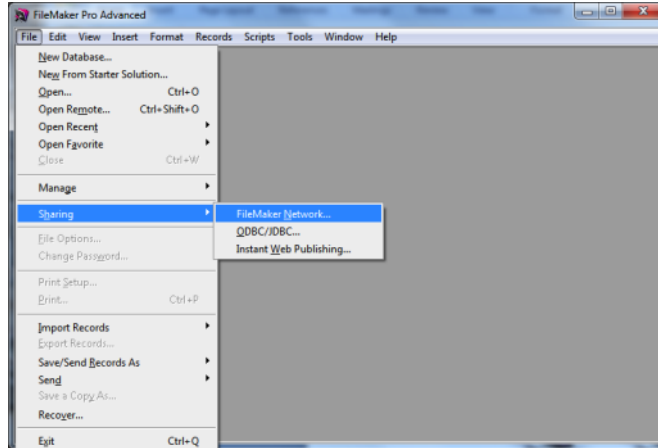 FileMaker Pro Advanced
File Edit View Insert Format Records Scripts Tools Window Help
New Database...
New From Starter Solution...
Open... Ctrl+O
Open Remote... Ctrl+Shift+O
Open Recent
Open Favorite
Close Ctrl+W
Manage
Sharing
FileMaker Network...
ODBC/JDBC...
Instant Web Publishing...
File Options...
Change Password...
Print Setup...
Print... Ctrl+P
Import Records
Export Records...
Save/Send Records As
Send
Save a Copy As...
Recover...
Exit Ctrl+Q